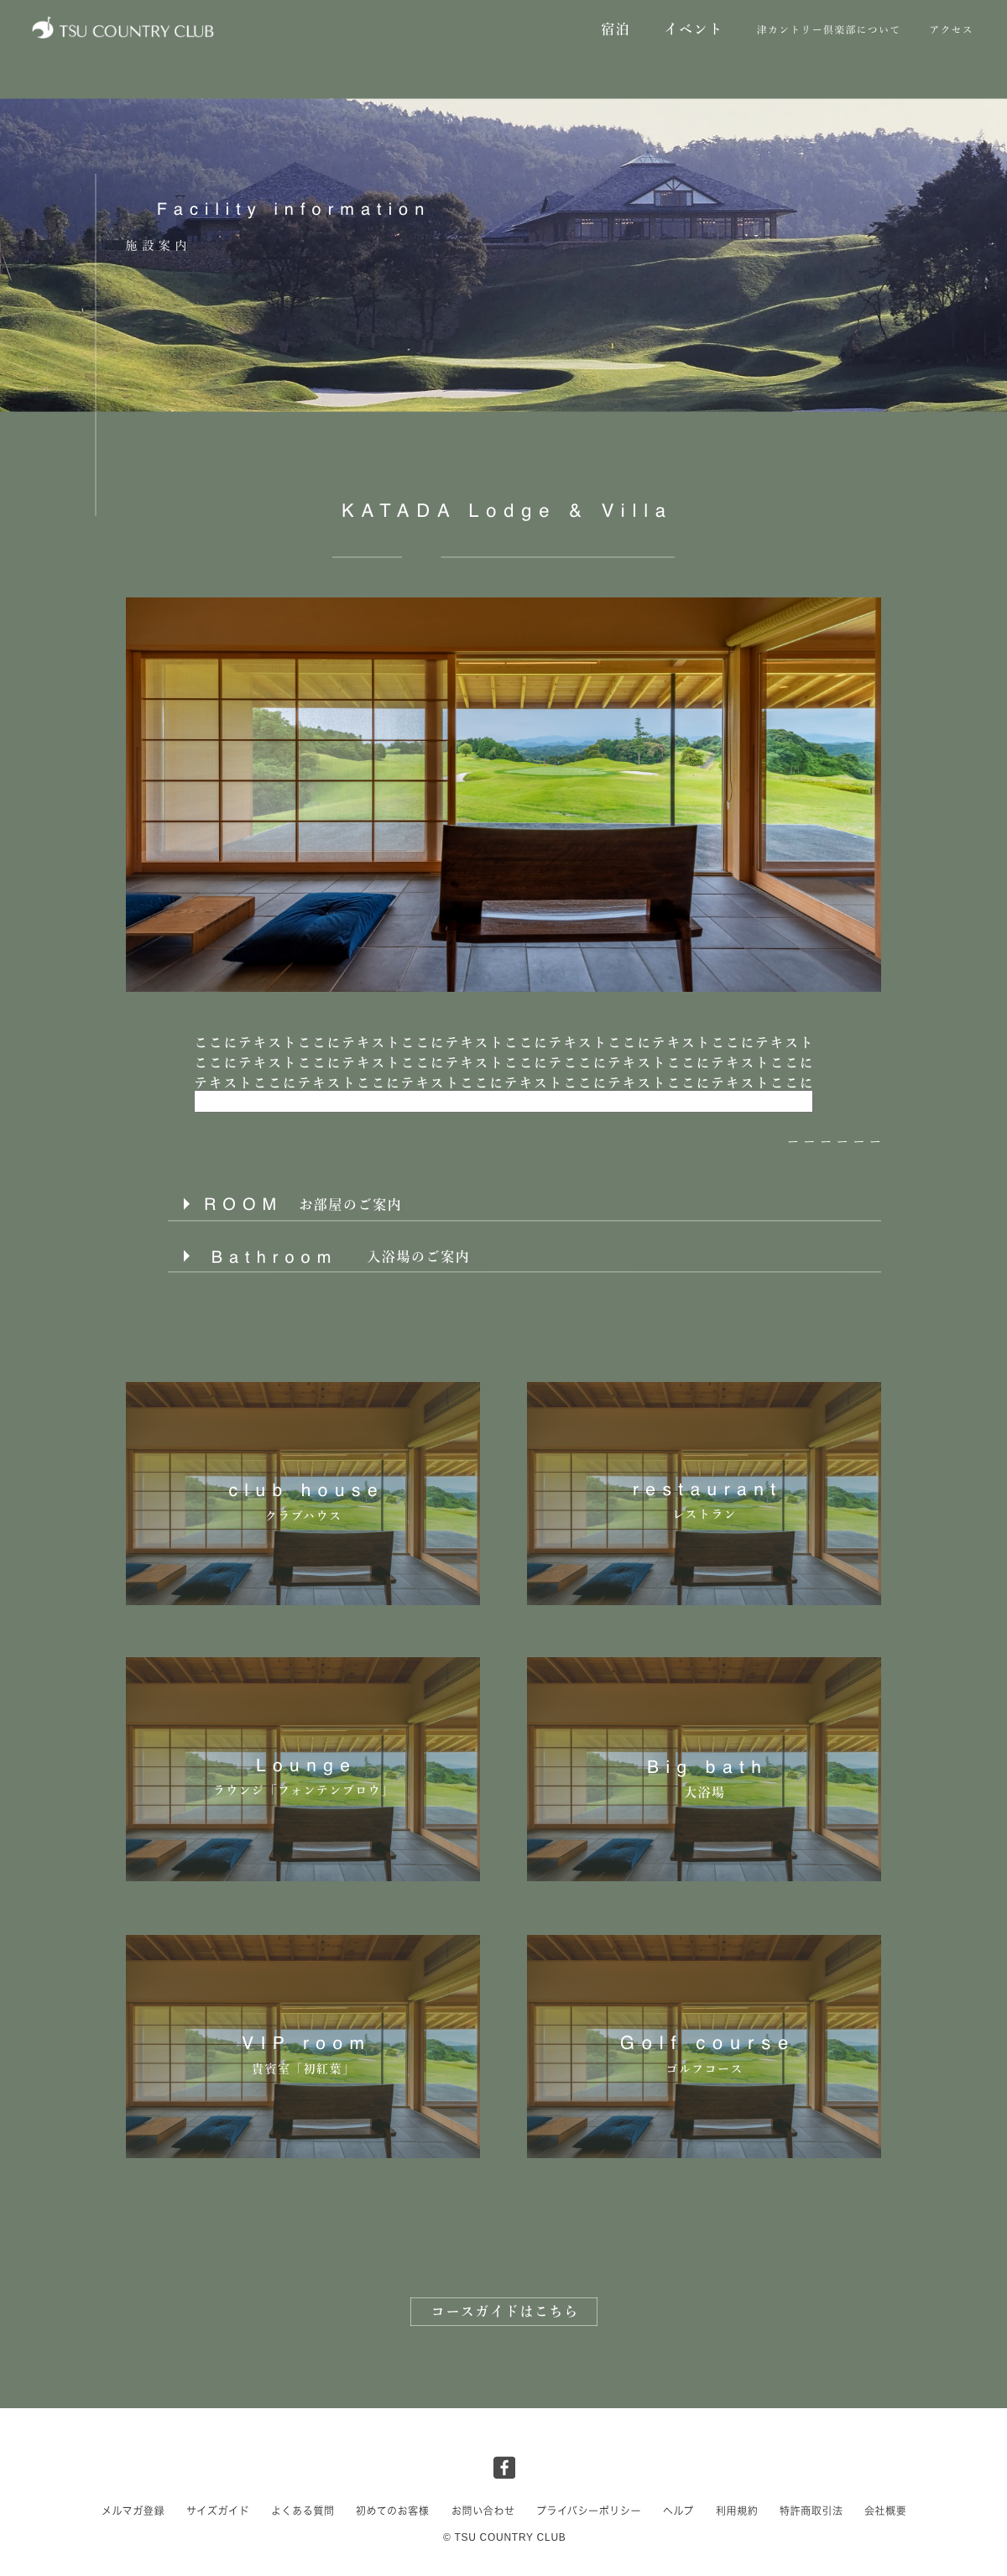 TSU COUNTRY CLUB
宿泊 イベント 津カントリー倶楽部について アクセス
Facility information
施設案内
KATADA Lodge & Villa
ここにテキストここにテキストここにテキストここにテキストここにテキストここにテキスト
ここにテキストここにテキストここにテキストここにテここにテキストここにテキストここに
テキストここにテキストここにテキストここにテキストここにテキストここにテキストここに
ーーーーーー
ROOM お部屋のご案内
Bathroom 入浴場のご案内
club house
クラブハウス
restaurant
レストラン
Lounge
ラウンジ「フォンテンブロウ」
Big bath
大浴場
VIP room
貴賓室「初紅葉」
Golf course
ゴルフコース
コースガイドはこちら
メルマガ登録 サイズガイド よくある質問 初めてのお客様 お問い合わせ プライバシーポリシー ヘルプ 利用規約 特許商取引法 会社概要
© TSU COUNTRY CLUB